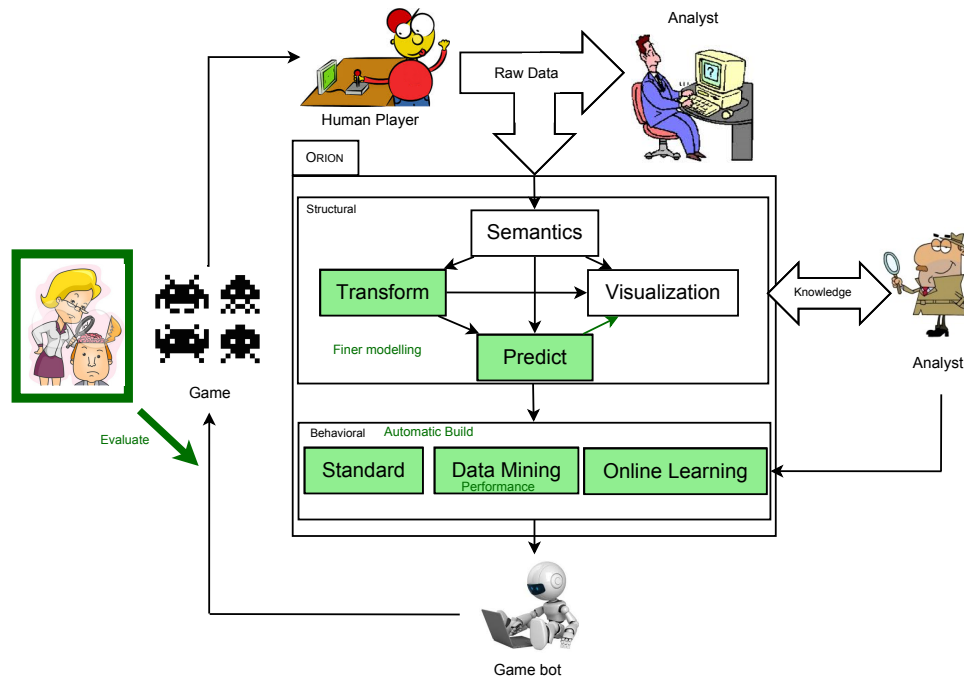 Analyst
Raw Data
?
Human Player
ORION
Structural
Semantics
Transform
Visualization
Knowledge
Finer modelling
Predict
Analyst
Game
Evaluate
Behavioral
Automatic Build
Standard
Data Mining
Performance
Online Learning
Game bot